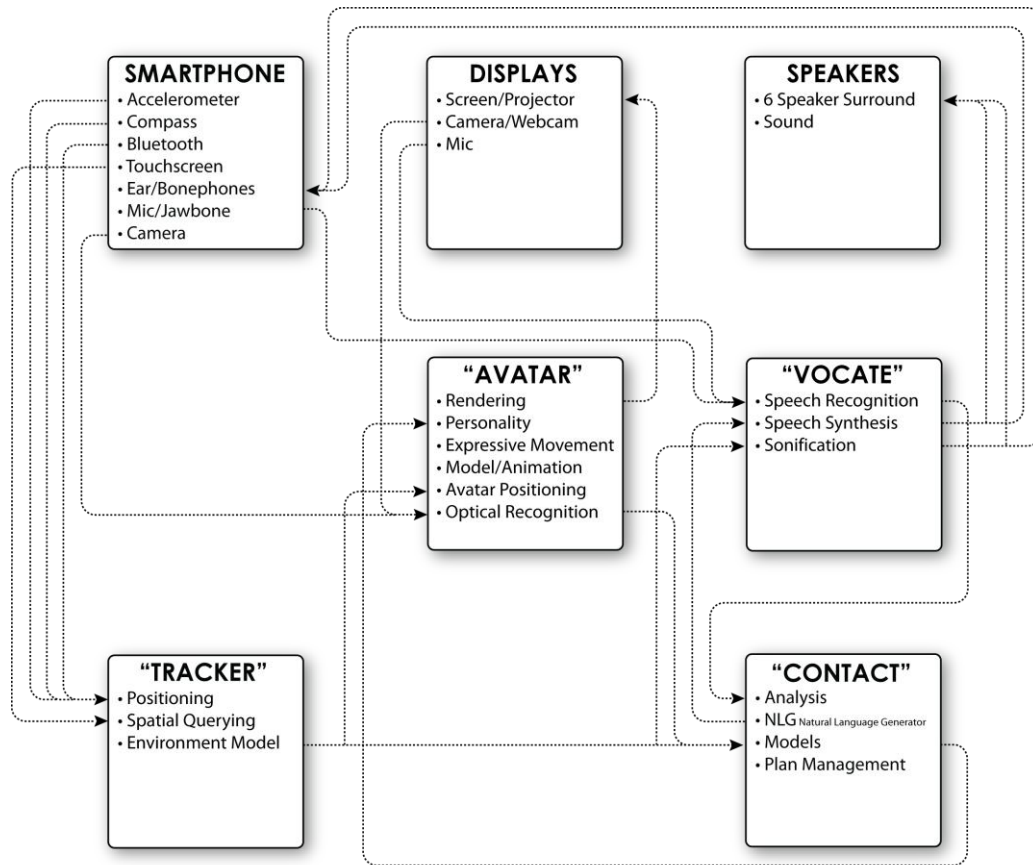 SMARTPHONE
• Accelerometer
• Compass
• Bluetooth
• Touchscreen
• Ear/Bonephones
• Mic/Jawbone
• Camera
DISPLAYS
• Screen/Projector
• Camera/Webcam
• Mic
SPEAKERS
• 6 Speaker Surround
• Sound
“AVATAR”
• Rendering
• Personality
• Expressive Movement
• Model/Animation
• Avatar Positioning
• Optical Recognition
“VOCATE”
• Speech Recognition
• Speech Synthesis
• Sonification
“TRACKER”
• Positioning
• Spatial Querying
• Environment Model
“CONTACT”
• Analysis
• NLG Natural Language Generator
• Models
• Plan Management